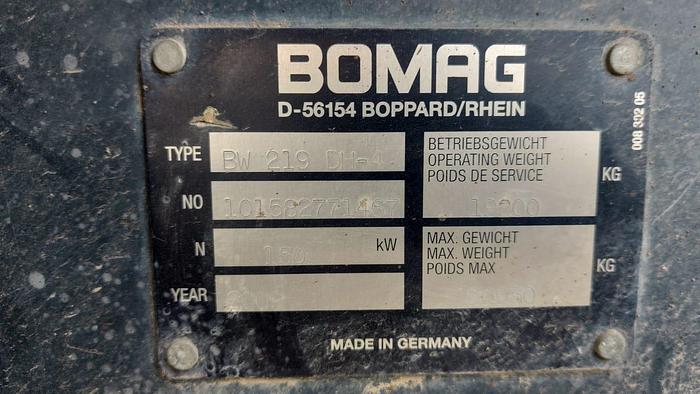 BOMAG
D-56154 BOPPARD/RHEIN
TYPE BW 219 DH-4
NO
N 150 kW
YEAR
BETRIEBSGEWICHT
OPERATING WEIGHT
POIDS DE SERVICE
KG
MAX. GEWICHT
MAX. WEIGHT
POIDS MAX
KG
MADE IN GERMANY
008 302 05